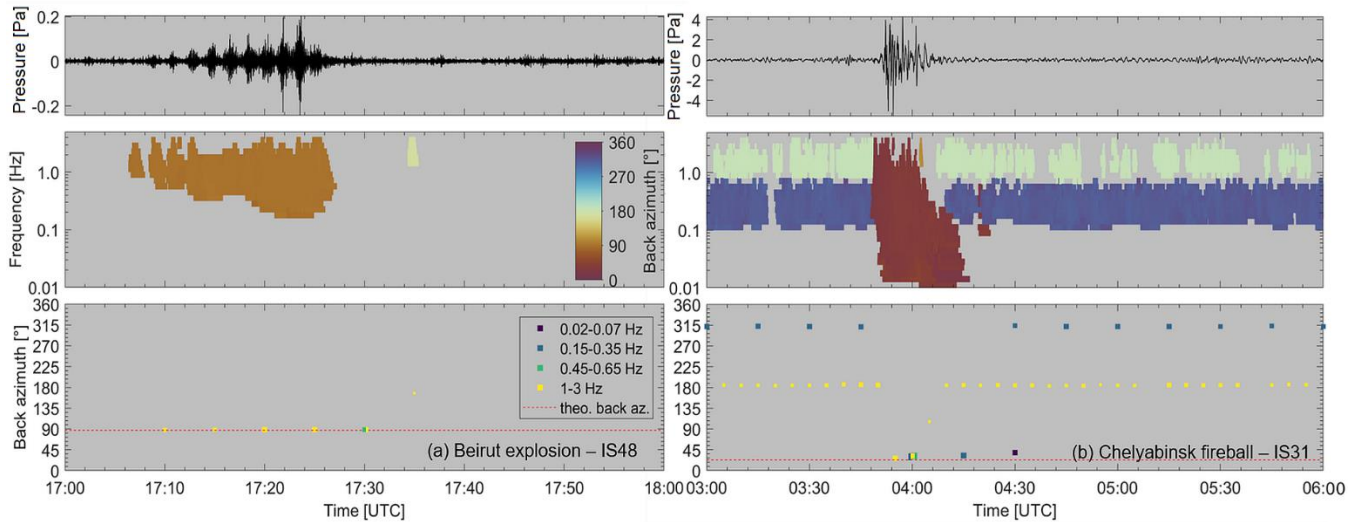 Pressure [Pa]
0.2
0
-0.2
Pressure [Pa]
4
2
0
-2
-4
Frequency [Hz]
1.0
0.1
0.01
360
270
180
90
0
Back azimuth [°]
1.0
0.1
0.01
Back azimuth [°]
360
315
270
225
180
135
90
45
0
0.02-0.07 Hz
0.15-0.35 Hz
0.45-0.65 Hz
1-3 Hz
theo. back az.
(a) Beirut explosion – IS48
17:00 17:10 17:20 17:30 17:40 17:50 18:00
Time [UTC]
360
315
270
225
180
135
90
45
0
(b) Chelyabinsk fireball – IS31
03:00 03:30 04:00 04:30 05:00 05:30 06:00
Time [UTC]